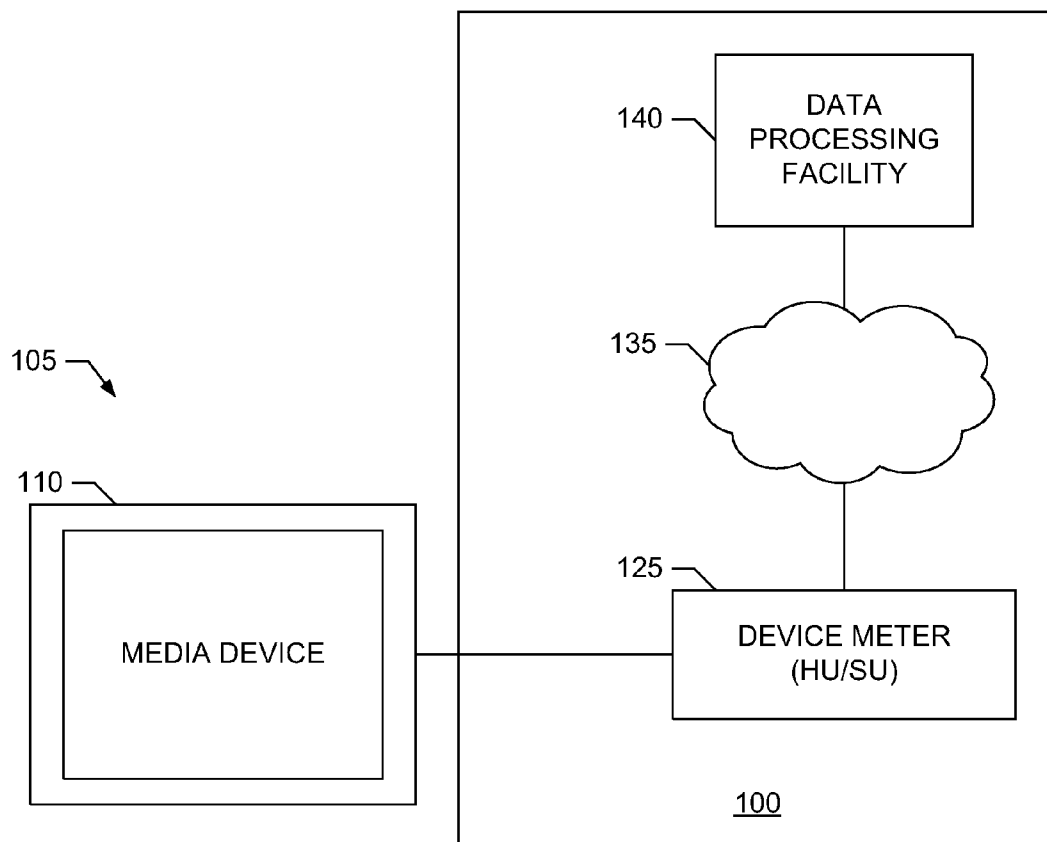 DATA
PROCESSING
FACILITY
140
135
105
110
125
MEDIA DEVICE
DEVICE METER
(HU/SU)
100